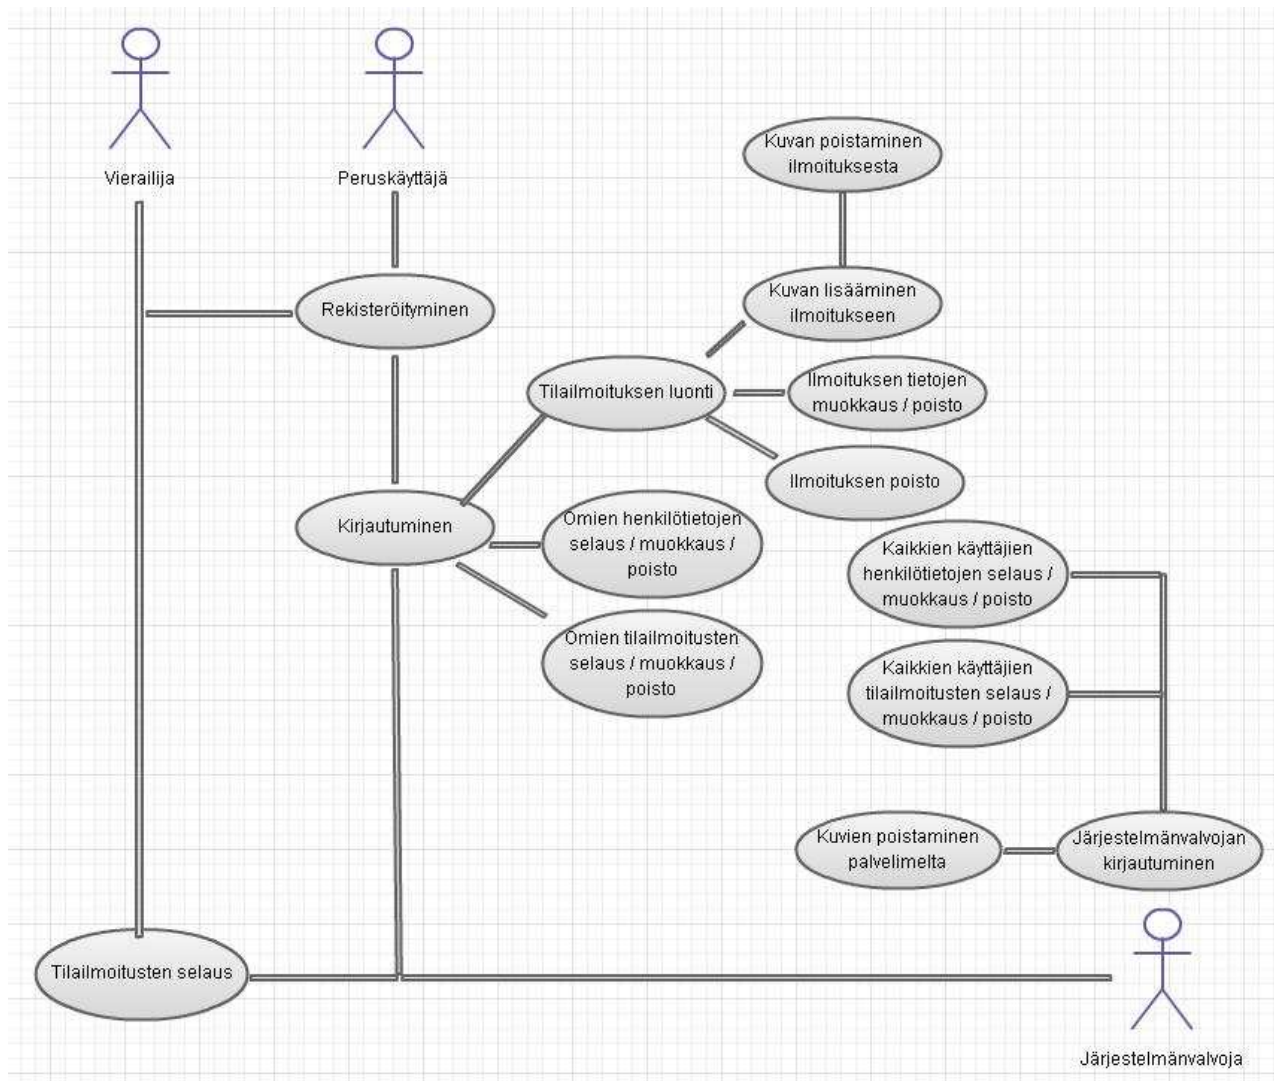 Vierailija
Peruskäyttäjä
Kuvan poistaminen
ilmoituksesta
Rekisteröityminen
Kuvan lisääminen
ilmoitukseen
Tilailmoituksen luonti
Ilmoituksen tietojen
muokkaus / poisto
Ilmoituksen poisto
Kirjautuminen
Omien henkilötietojen
selaus / muokkaus /
poisto
Kaikkien käyttäjien
henkilötietojen selaus /
muokkaus / poisto
Omien tilailmoitusten
selaus / muokkaus /
poisto
Kaikkien käyttäjien
tilailmoitusten selaus /
muokkaus / poisto
Kuvien poistaminen
palvelimelta
Järjestelmänvalvojan
kirjautuminen
Tilailmoitusten selaus
Järjestelmänvalvoja